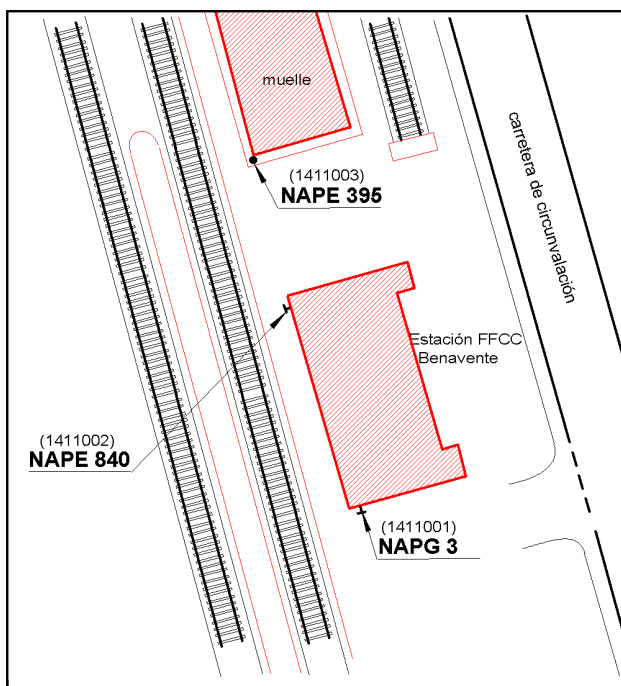 muelle
(1411003)
NAPE 395
carretera de circunvalación
Estación FFCC
Benavente
(1411002)
NAPE 840
(1411001)
NAPG 3